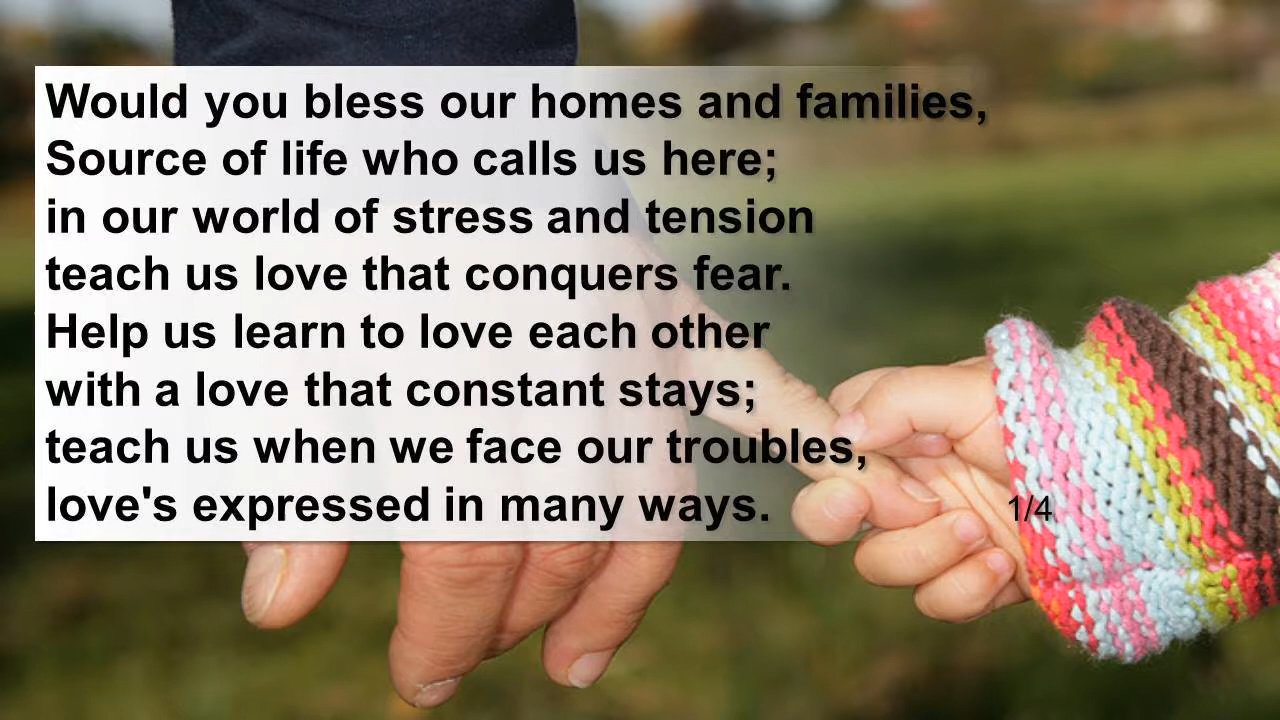 Would you bless our homes and families,
Source of life who calls us here;
in our world of stress and tension
teach us love that conquers fear.
Help us learn to love each other
with a love that constant stays;
teach us when we face our troubles,
love's expressed in many ways.
1/4